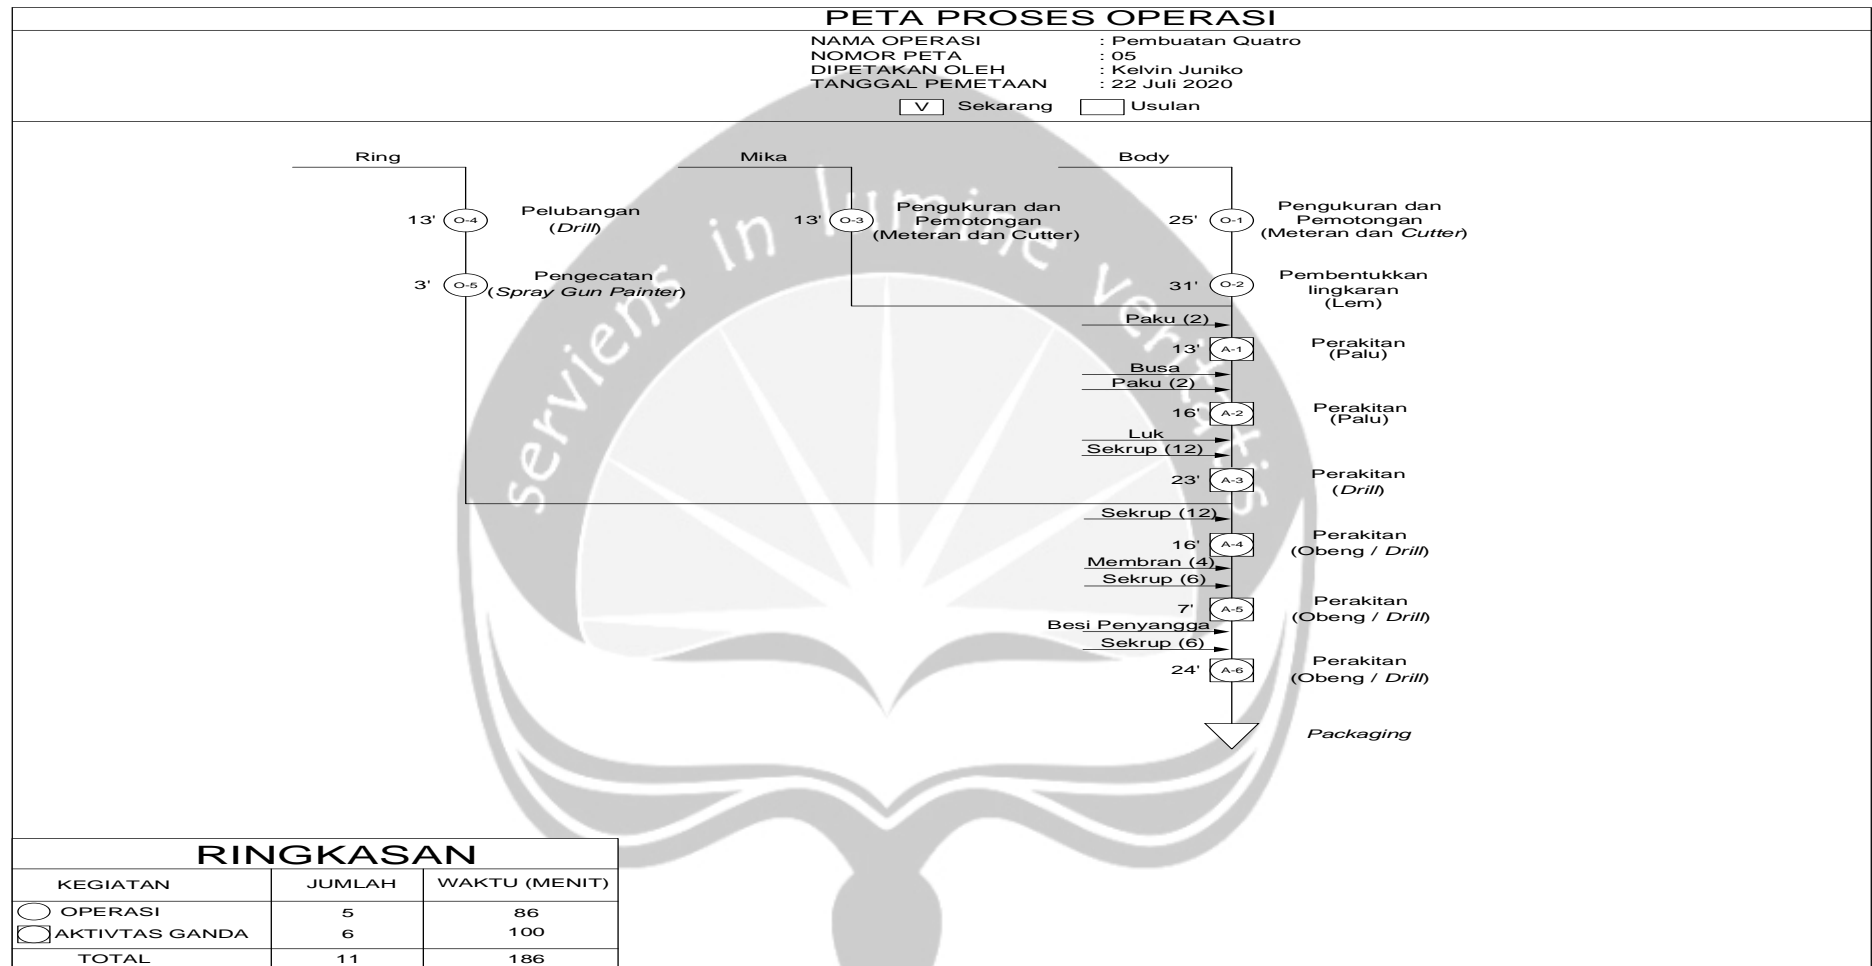 PETA PROSES OPERASI
NAMA OPERASI : Pembuatan Quatro
NOMOR PETA : 05
DIPETAKAN OLEH : Kelvin Juniko
TANGGAL PEMETAAN : 22 Juli 2020
V Sekarang Usulan
Ring
13' O-4 Pelubangan
(Drill)
3' O-5 Pengecatan
(Spray Gun Painter)
Mika
13' O-3 Pengukuran dan
Pemotongan
(Meteran dan Cutter)
Body
25' O-1 Pengukuran dan
Pemotongan
(Meteran dan Cutter)
31' O-2 Pembentukkan
lingkaran
(Lem)
Paku (2)
13' A-1 Perakitan
(Palu)
Busa
Paku (2)
16' A-2 Perakitan
(Palu)
Luk
Sekrup (12)
23' A-3 Perakitan
(Drill)
Sekrup (12)
16' A-4 Perakitan
(Obeng / Drill)
Membran (4)
Sekrup (6)
7' A-5 Perakitan
(Obeng / Drill)
Besi Penyangga
Sekrup (6)
24' A-6 Perakitan
(Obeng / Drill)
Packaging
serviens in lumine veritatis
RINGKASAN
KEGIATAN JUMLAH WAKTU (MENIT)
OPERASI 5 86
AKTIVTAS GANDA 6 100
TOTAL 11 186